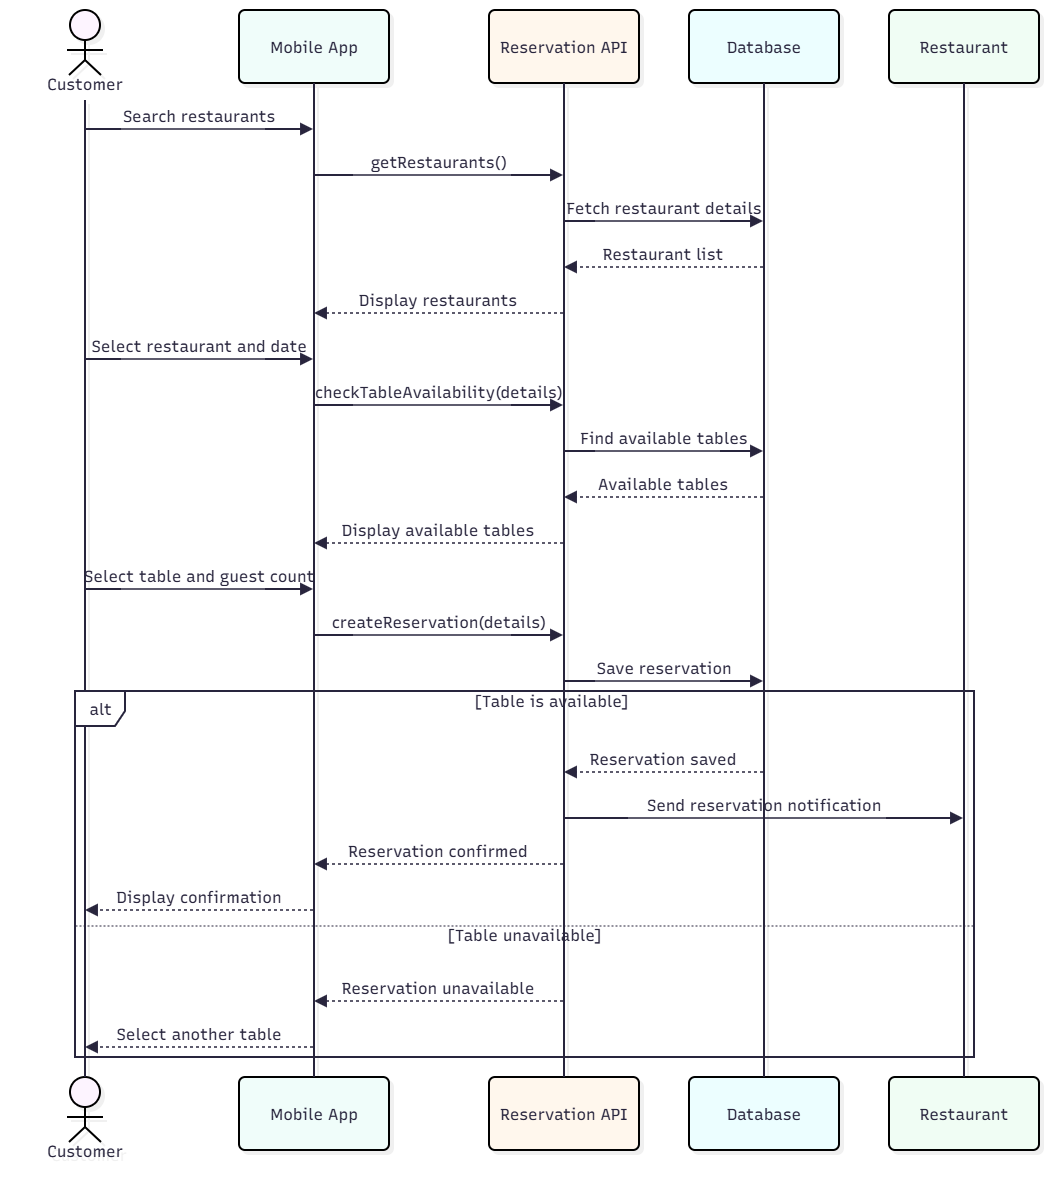 Customer
Mobile App
Reservation API
Database
Restaurant
Search restaurants
getRestaurants()
Fetch restaurant details
Restaurant list
Display restaurants
Select restaurant and date
checkTableAvailability(details)
Find available tables
Available tables
Display available tables
Select table and guest count
createReservation(details)
Save reservation
alt
[Table is available]
Reservation saved
Send reservation notification
Reservation confirmed
Display confirmation
[Table unavailable]
Reservation unavailable
Select another table
Customer
Mobile App
Reservation API
Database
Restaurant